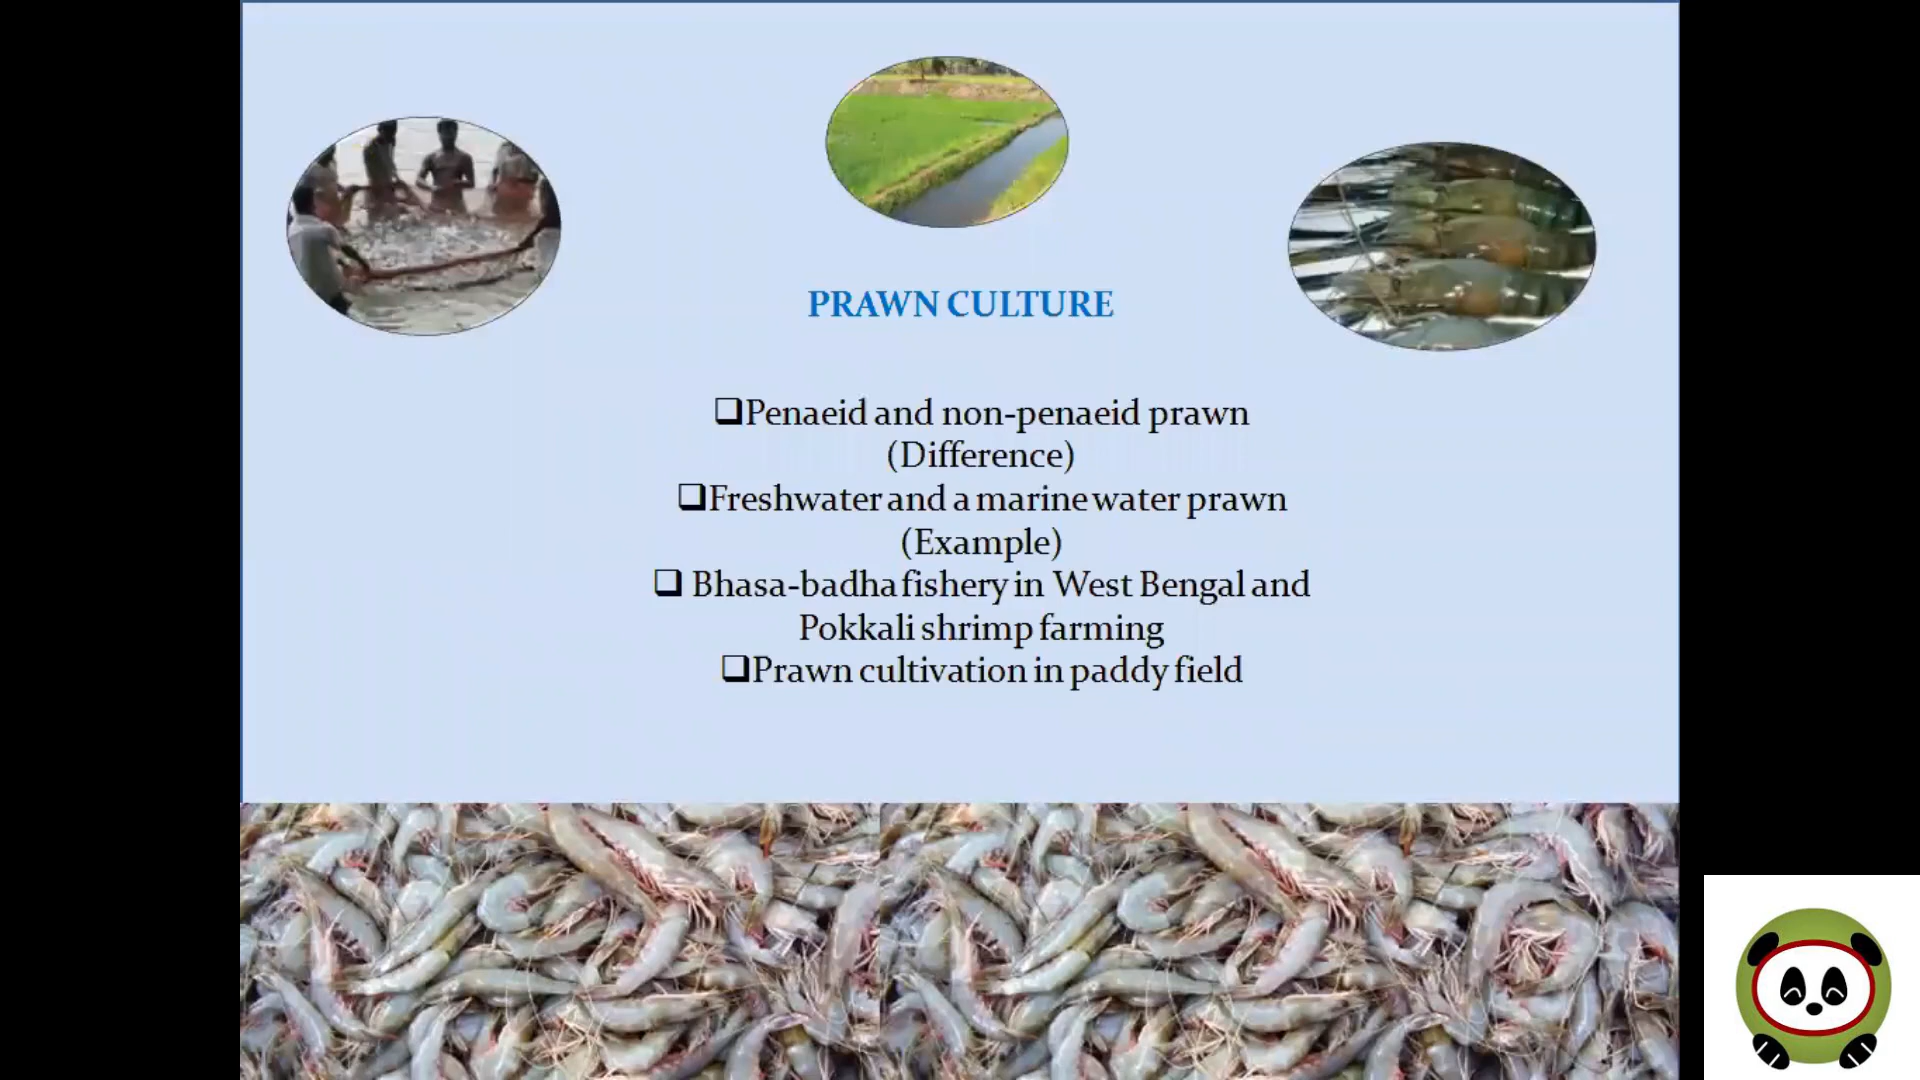 PRAWN CULTURE
❑Penaeid and non-penaeid prawn
(Difference)
❑Freshwater and a marine water prawn
(Example)
❑ Bhasa-badha fishery in West Bengal and
Pokkali shrimp farming
❑Prawn cultivation in paddy field